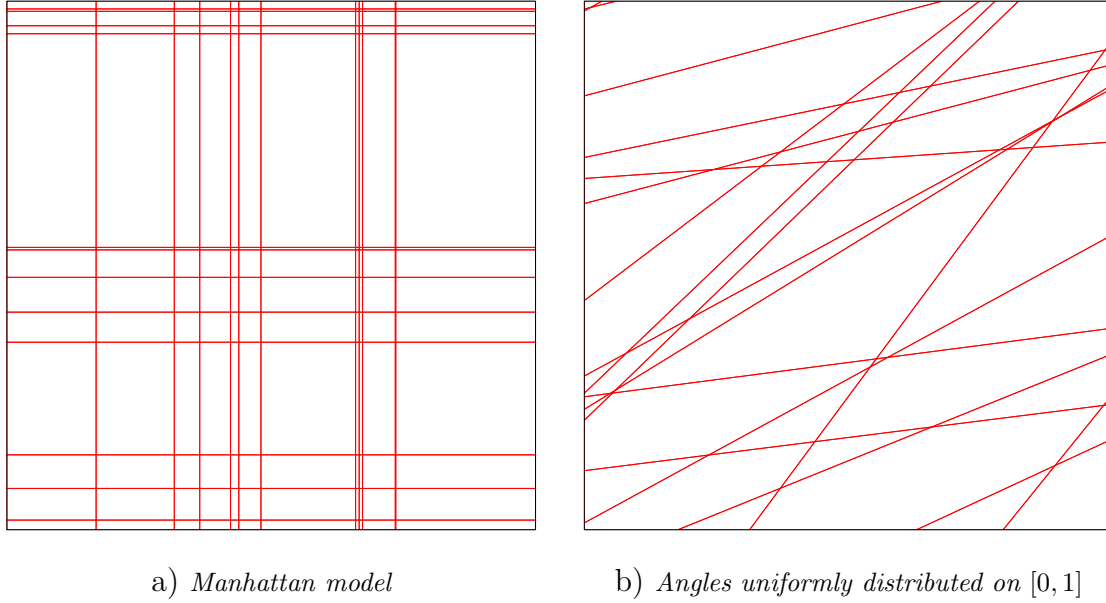 a) Manhattan model
b) Angles uniformly distributed on [0, 1]